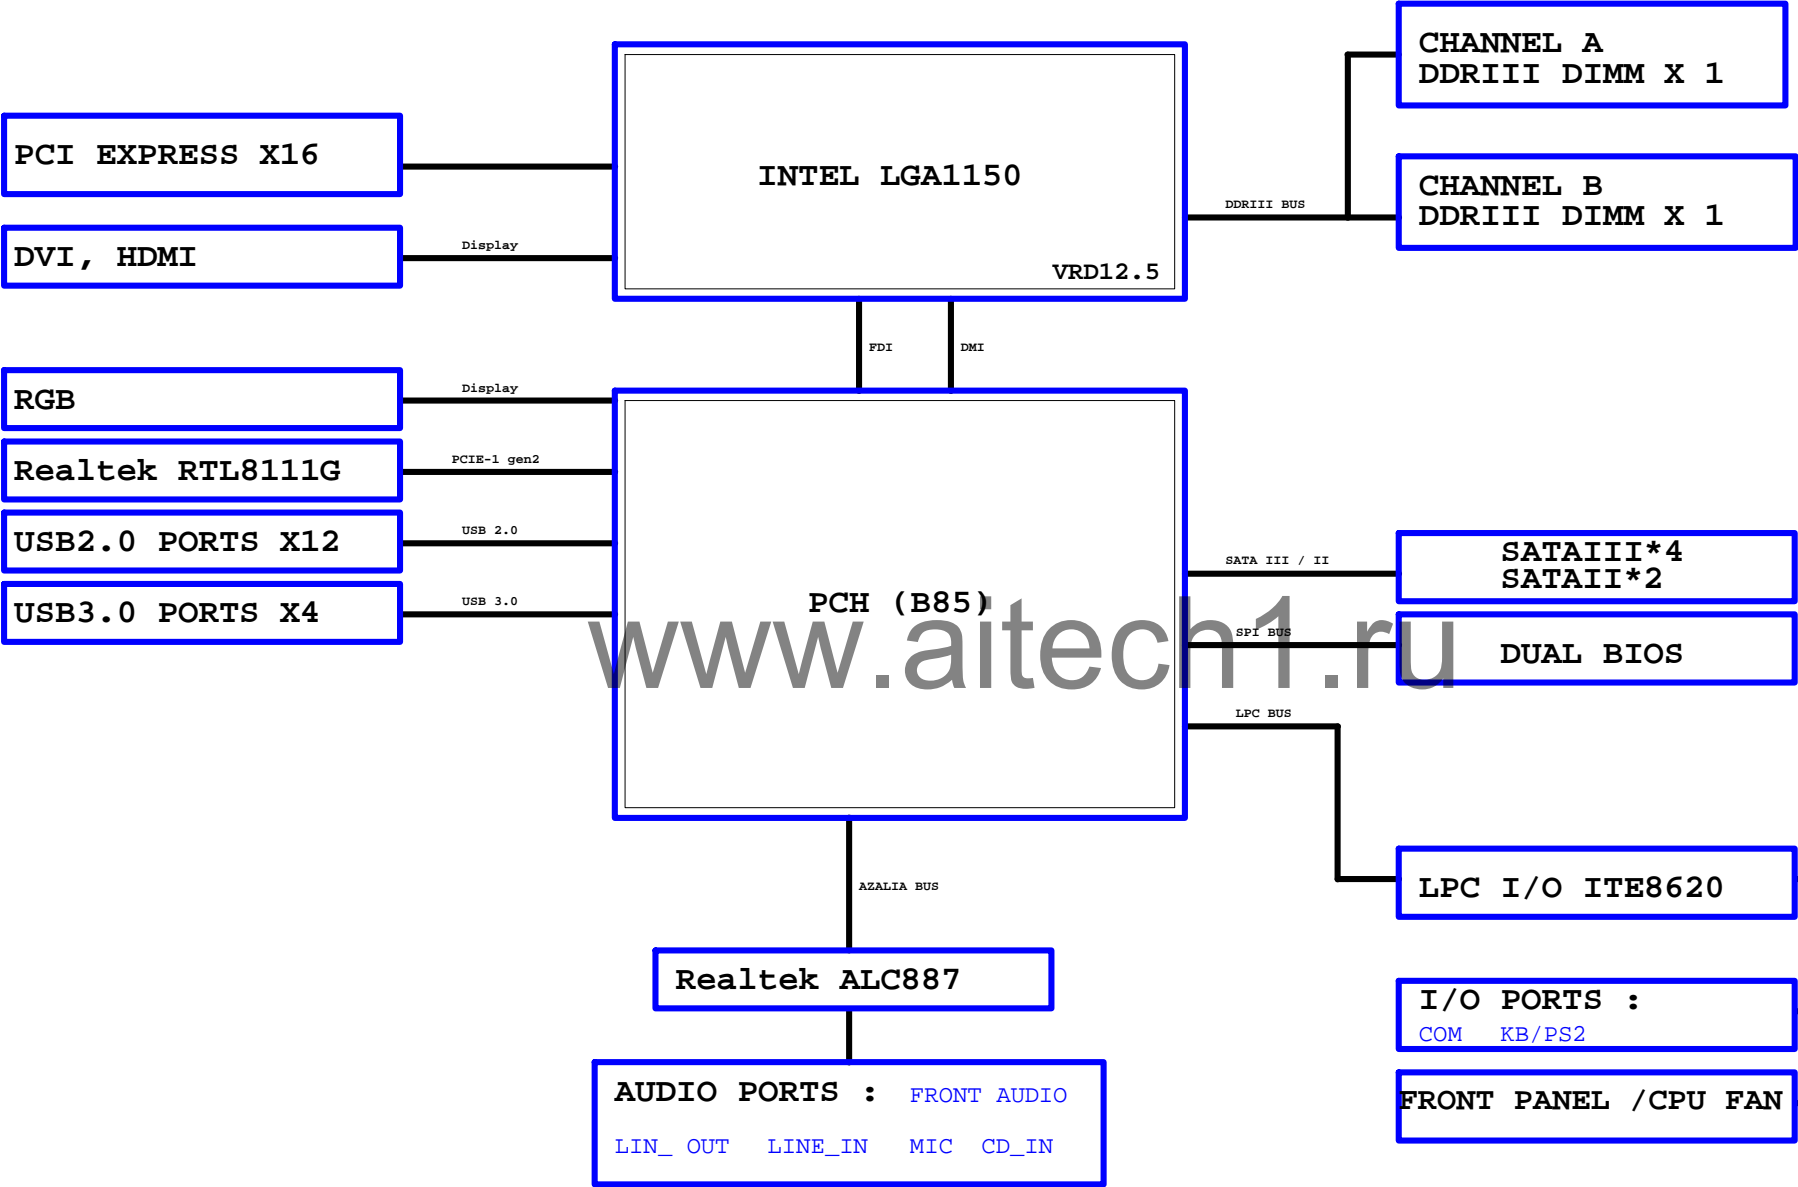 CHANNEL A
DDRIII DIMM X 1
PCI EXPRESS X16
INTEL LGA1150
CHANNEL B
DDRIII DIMM X 1
DDRIII BUS
DVI, HDMI
Display
VRD12.5
FDI
DMI
RGB
Display
Realtek RTL8111G
PCIE-1 gen2
USB2.0 PORTS X12
USB 2.0
USB3.0 PORTS X4
USB 3.0
PCH (B85)
SATA III / II
SATAIII*4
SATAII*2
SPI BUS
DUAL BIOS
www.aitech1.ru
LPC BUS
LPC I/O ITE8620
AZALIA BUS
Realtek ALC887
I/O PORTS :
COM KB/PS2
AUDIO PORTS : FRONT AUDIO
LIN_ OUT LINE_IN MIC CD_IN
FRONT PANEL /CPU FAN